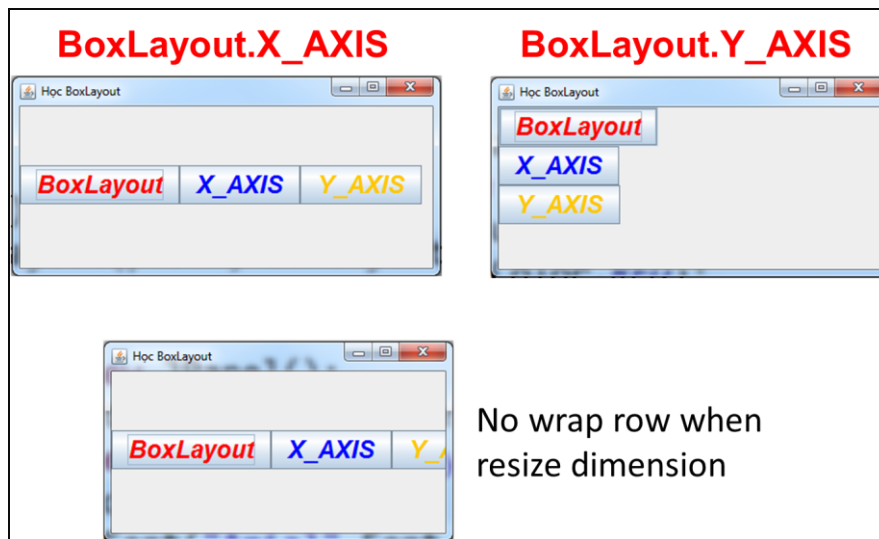 BoxLayout.X_AXIS
BoxLayout.Y_AXIS
Học BoxLayout
BoxLayout X_AXIS Y_AXIS
Học BoxLayout
BoxLayout
X_AXIS
Y_AXIS
Học BoxLayout
BoxLayout X_AXIS
No wrap row when
resize dimension